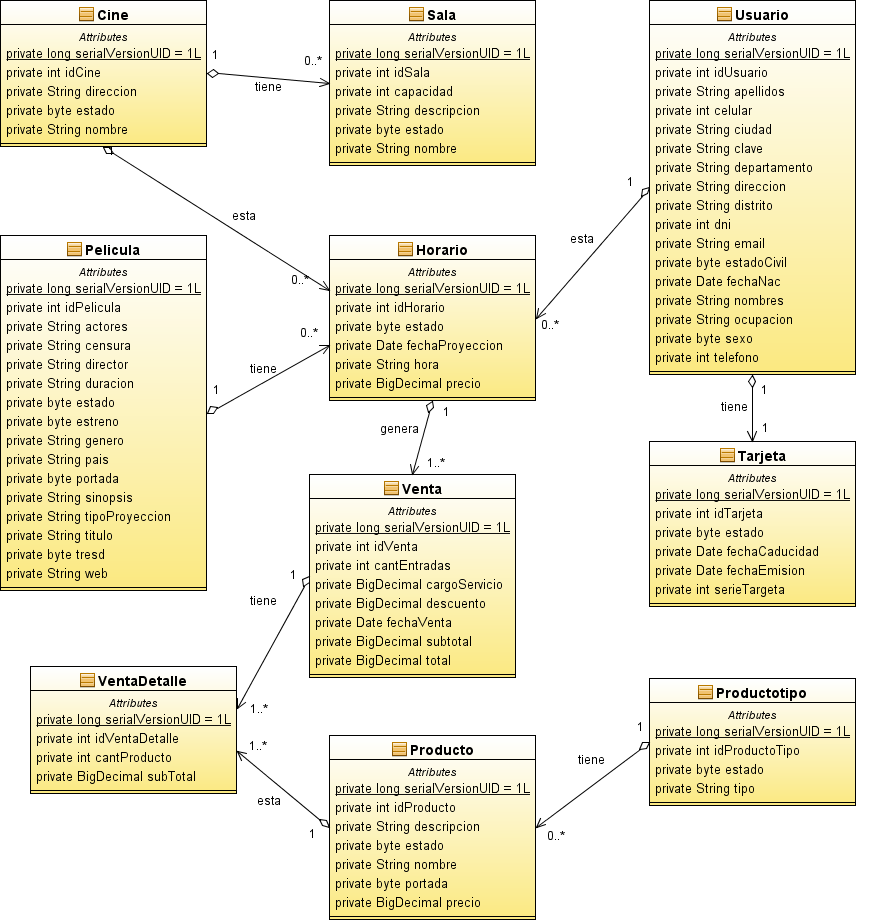 Cine
Attributes
private long serialVersionUID = 1L
private int idCine
private String direccion
private byte estado
private String nombre
1
tiene
0..*
Sala
Attributes
private long serialVersionUID = 1L
private int idSala
private int capacidad
private String descripcion
private byte estado
private String nombre
Usuario
Attributes
private long serialVersionUID = 1L
private int idUsuario
private String apellidos
private int celular
private String ciudad
private String clave
private String departamento
private String direccion
private String distrito
private int dni
private String email
private byte estadoCivil
private Date fechaNac
private String nombres
private String ocupacion
private byte sexo
private int telefono
esta
0..*
1
esta
0..*
Pelicula
Attributes
private long serialVersionUID = 1L
private int idPelicula
private String actores
private String censura
private String director
private String duracion
private byte estado
private byte estreno
private String genero
private String pais
private byte portada
private String sinopsis
private String tipoProyeccion
private String titulo
private byte tresd
private String web
1
tiene
0..*
Horario
Attributes
private long serialVersionUID = 1L
private int idHorario
private byte estado
private Date fechaProyeccion
private String hora
private BigDecimal precio
1
genera
1..*
1
tiene
1
Tarjeta
Attributes
private long serialVersionUID = 1L
private int idTarjeta
private byte estado
private Date fechaCaducidad
private Date fechaEmision
private int serieTargeta
Venta
Attributes
private long serialVersionUID = 1L
private int idVenta
private int cantEntradas
private BigDecimal cargoServicio
private BigDecimal descuento
private Date fechaVenta
private BigDecimal subtotal
private BigDecimal total
1
tiene
1..*
VentaDetalle
Attributes
private long serialVersionUID = 1L
private int idVentaDetalle
private int cantProducto
private BigDecimal subTotal
1..*
esta
1
Producto
Attributes
private long serialVersionUID = 1L
private int idProducto
private String descripcion
private byte estado
private String nombre
private byte portada
private BigDecimal precio
1
tiene
0..*
Productotipo
Attributes
private long serialVersionUID = 1L
private int idProductoTipo
private byte estado
private String tipo